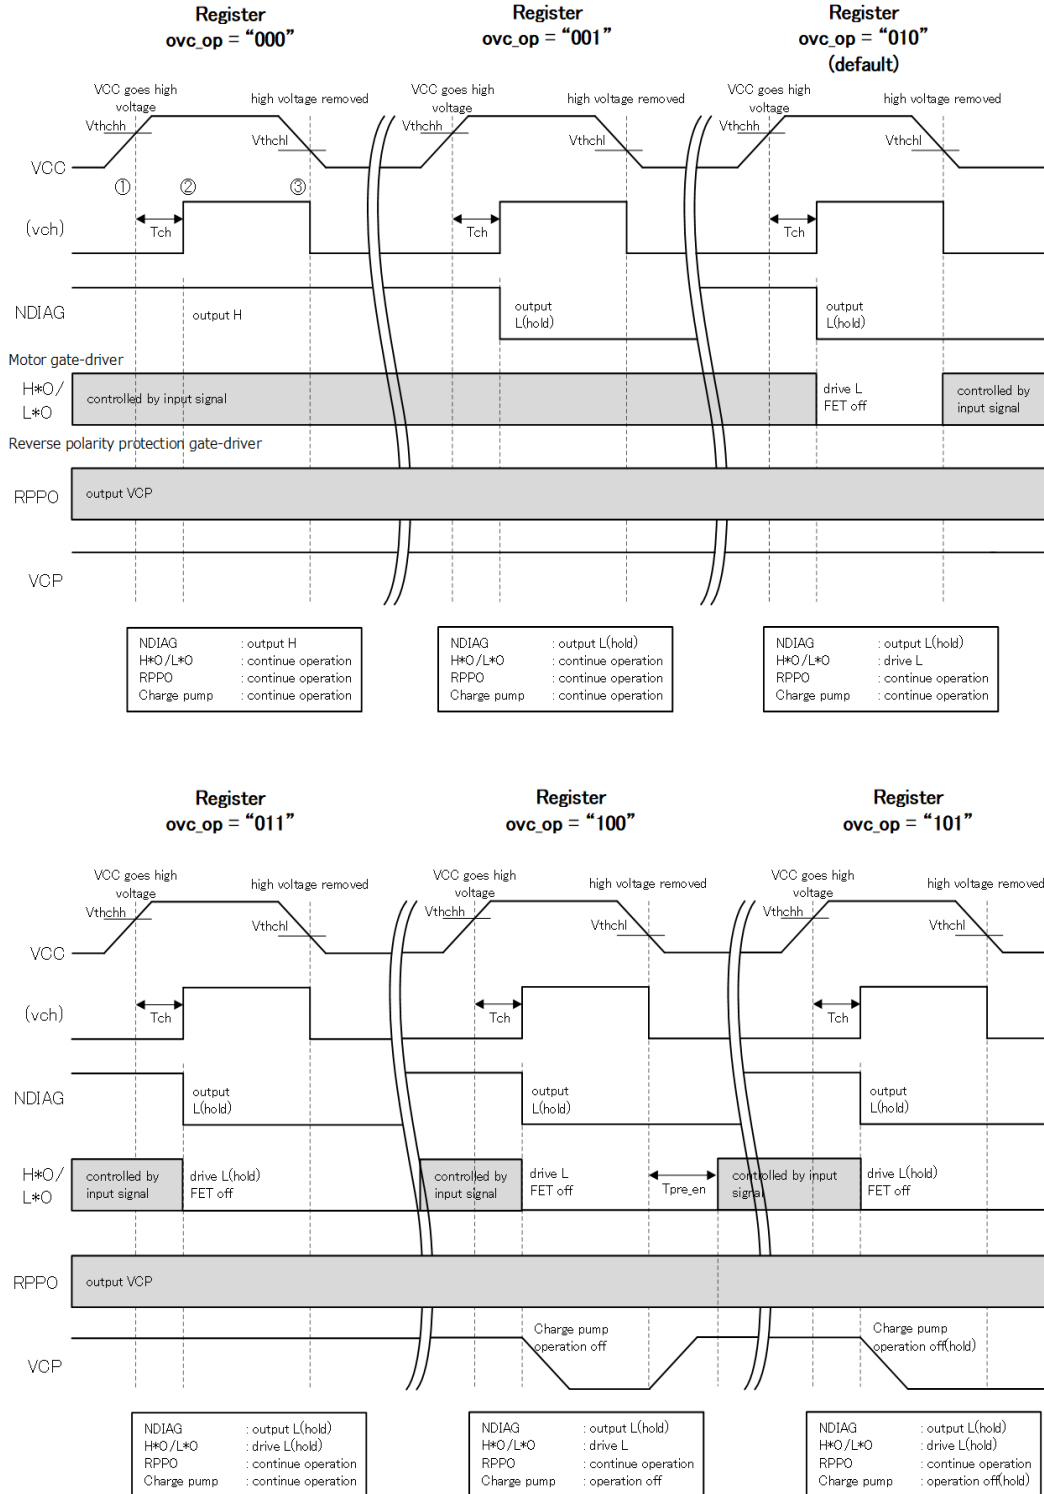 Register
ovc_op = “000”
Register
ovc_op = “001”
Register
ovc_op = “010”
(default)
VCC goes high
voltage
high voltage removed
VCC goes high
voltage
high voltage removed
VCC goes high
voltage
high voltage removed
Vthchh
Vthchl
Vthchh
Vthchl
Vthchh
Vthchl
VCC
① ② ③
(vch)
Tch
Tch
Tch
NDIAG
output H
output
L(hold)
output
L(hold)
Motor gate-driver
H*O/
L*O
controlled by input signal
drive L
FET off
controlled by
input signal
Reverse polarity protection gate-driver
RPPO
output VCP
VCP
NDIAG : output H
H*O/L*O : continue operation
RPPO : continue operation
Charge pump : continue operation
NDIAG : output L(hold)
H*O/L*O : continue operation
RPPO : continue operation
Charge pump : continue operation
NDIAG : output L(hold)
H*O/L*O : drive L
RPPO : continue operation
Charge pump : continue operation
Register
ovc_op = “011”
Register
ovc_op = “100”
Register
ovc_op = “101”
VCC goes high
voltage
high voltage removed
VCC goes high
voltage
high voltage removed
VCC goes high
voltage
high voltage removed
Vthchh
Vthchl
Vthchh
Vthchl
Vthchh
Vthchl
VCC
(vch)
Tch
Tch
Tch
NDIAG
output
L(hold)
output
L(hold)
output
L(hold)
H*O/
L*O
controlled by
input signal
drive L(hold)
FET off
controlled by
input signal
drive L
FET off
Tpre_en
controlled by input
signal
drive L(hold)
FET off
RPPO
output VCP
VCP
Charge pump
operation off
Charge pump
operation off(hold)
NDIAG : output L(hold)
H*O/L*O : drive L(hold)
RPPO : continue operation
Charge pump : continue operation
NDIAG : output L(hold)
H*O/L*O : drive L
RPPO : continue operation
Charge pump : operation off
NDIAG : output L(hold)
H*O/L*O : drive L(hold)
RPPO : continue operation
Charge pump : operation off(hold)